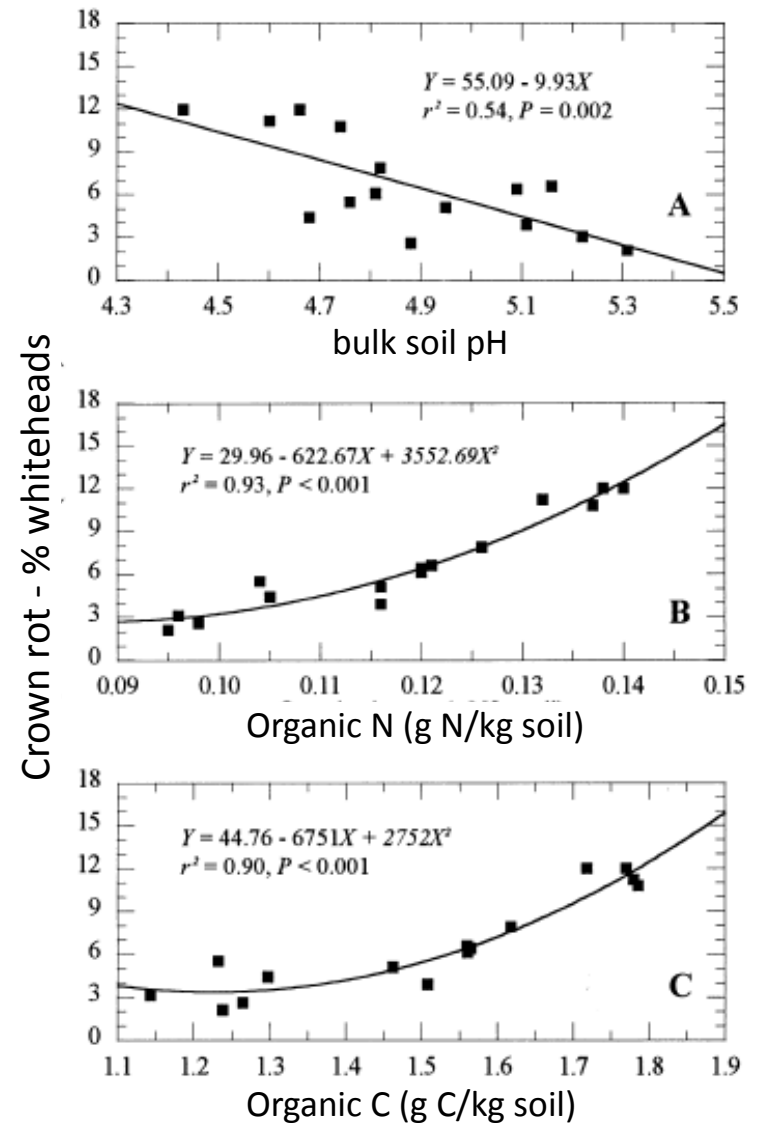 18
15
12
9
6
3
0
Y = 55.09 - 9.93X
r² = 0.54, P = 0.002
A
4.3 4.5 4.7 4.9 5.1 5.3 5.5
bulk soil pH
Crown rot - % whiteheads
18
15
12
9
6
3
0
Y = 29.96 - 622.67X + 3552.69X²
r² = 0.93, P < 0.001
B
0.09 0.10 0.11 0.12 0.13 0.14 0.15
Organic N (g N/kg soil)
18
15
12
9
6
3
0
Y = 44.76 - 6751X + 2752X²
r² = 0.90, P < 0.001
C
1.1 1.2 1.3 1.4 1.5 1.6 1.7 1.8 1.9
Organic C (g C/kg soil)